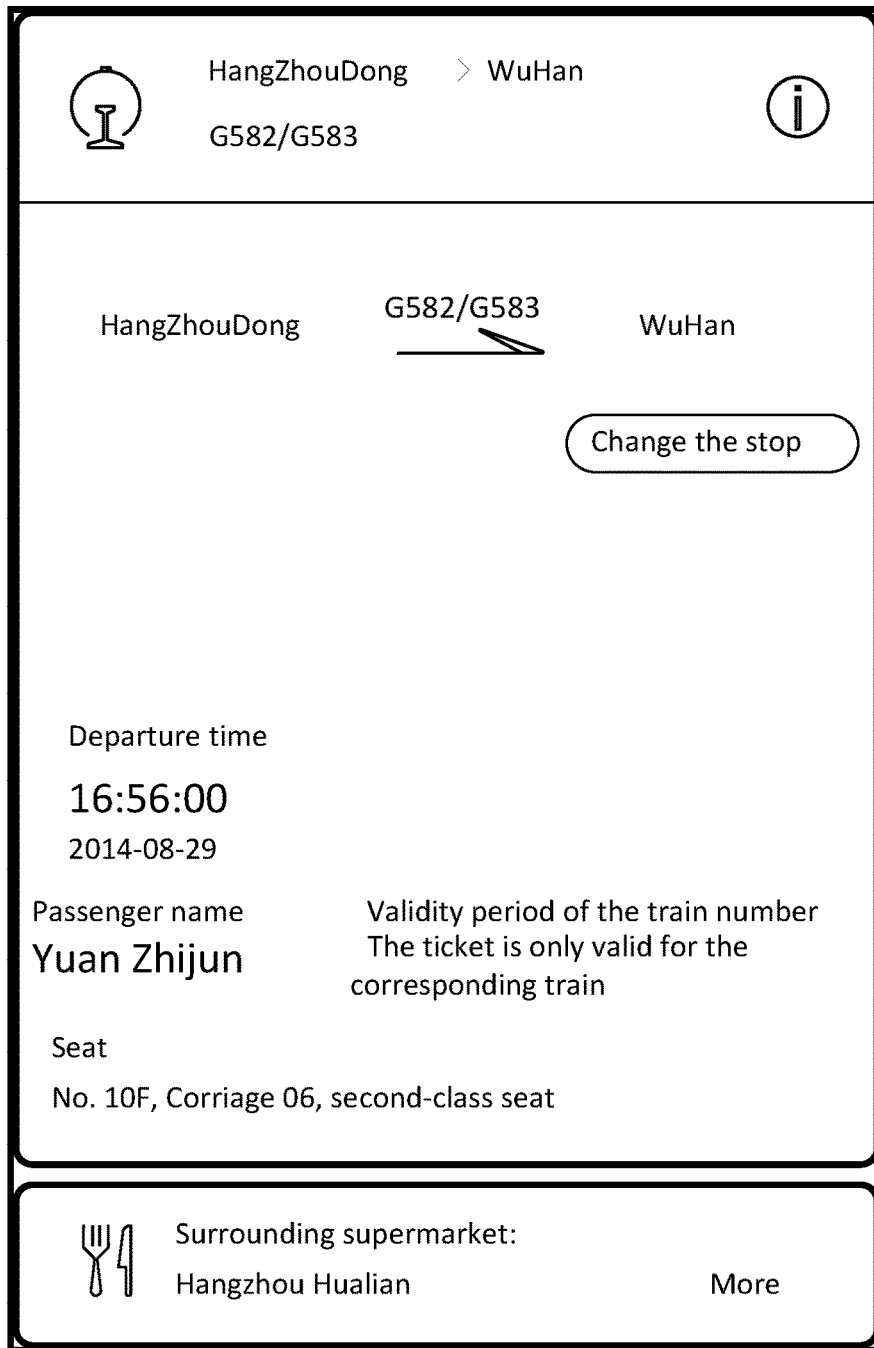 HangZhouDong > WuHan
G582/G583
HangZhouDong G582/G583 WuHan
Change the stop
Departure time
16:56:00
2014-08-29
Passenger name
Yuan Zhijun
Validity period of the train number
The ticket is only valid for the
corresponding train
Seat
No. 10F, Corriage 06, second-class seat
Surrounding supermarket:
Hangzhou Hualian More